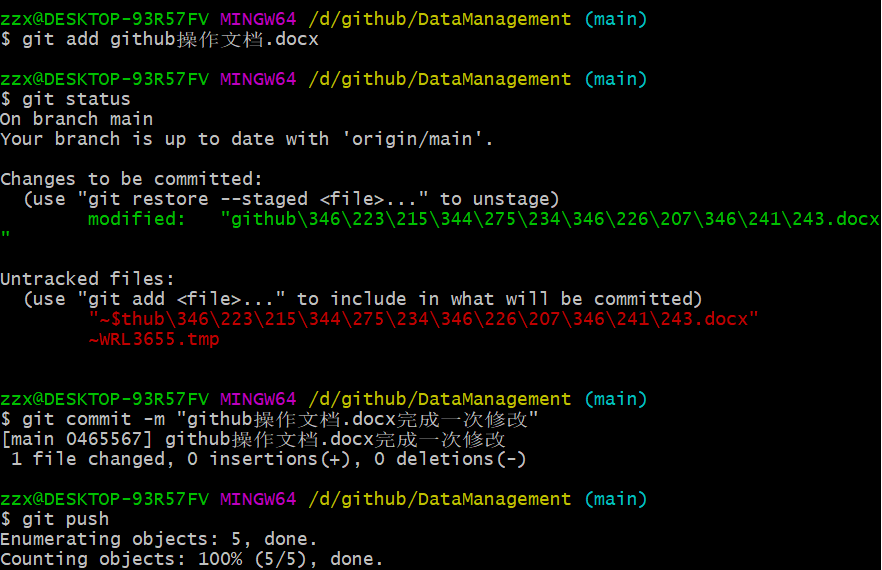 zzx@DESKTOP-93R57FV MINGW64 /d/github/DataManagement (main)
$ git add github操作文档.docx
zzx@DESKTOP-93R57FV MINGW64 /d/github/DataManagement (main)
$ git status
On branch main
Your branch is up to date with 'origin/main'.
Changes to be committed:
(use "git restore --staged <file>..." to unstage)
modified: "github\346\223\215\344\275\234\346\226\207\346\241\243.docx
"
Untracked files:
(use "git add <file>..." to include in what will be committed)
"~$thub\346\223\215\344\275\234\346\226\207\346\241\243.docx"
~WRL3655.tmp
zzx@DESKTOP-93R57FV MINGW64 /d/github/DataManagement (main)
$ git commit -m "github操作文档.docx完成一次修改"
[main 0465567] github操作文档.docx完成一次修改
1 file changed, 0 insertions(+), 0 deletions(-)
zzx@DESKTOP-93R57FV MINGW64 /d/github/DataManagement (main)
$ git push
Enumerating objects: 5, done.
Counting objects: 100% (5/5), done.